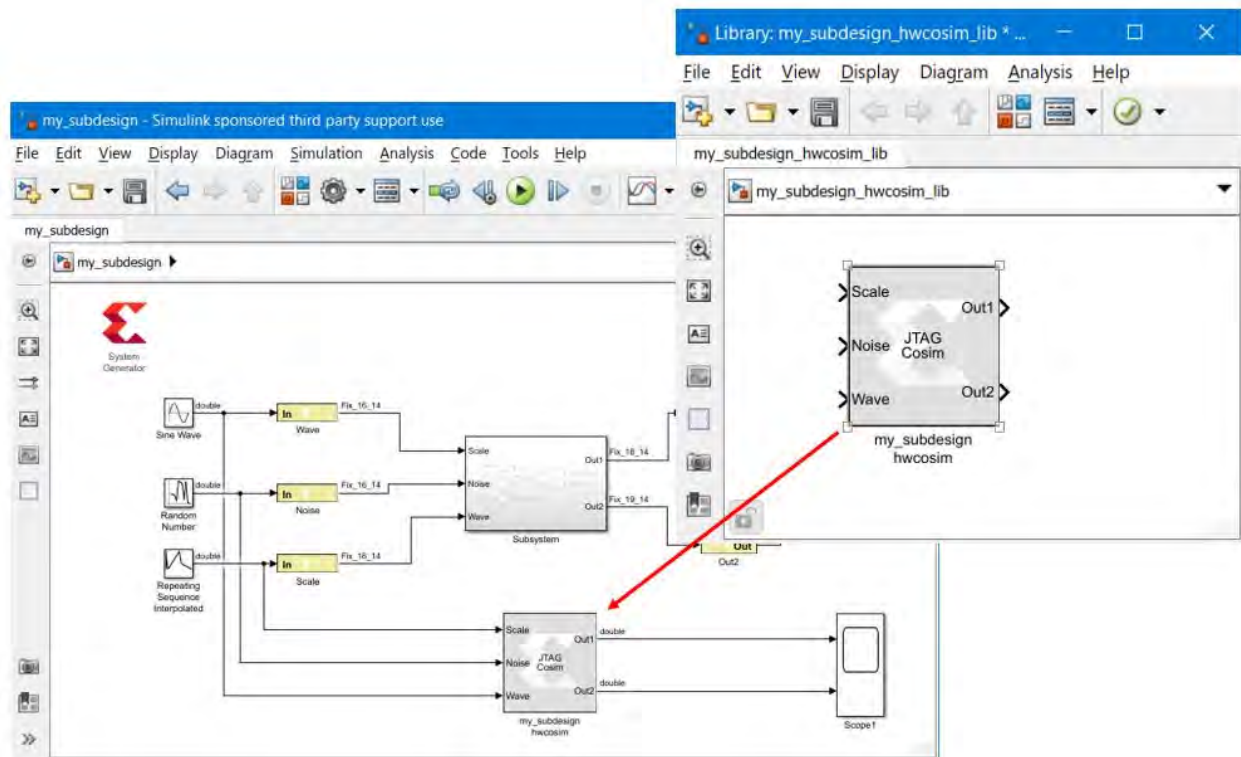 Library: my_subdesign_hwcosim_lib * ...
File Edit View Display Diagram Analysis Help
my_subdesign_hwcosim_lib
my_subdesign_hwcosim_lib
Scale
Noise
Wave
JTAG
Cosim
Out1
Out2
my_subdesign
hwcosim
my_subdesign - Simulink sponsored third party support use
File Edit View Display Diagram Simulation Analysis Code Tools Help
my_subdesign
my_subdesign
System
Generator
double
Sine Wave
In
Fix_16_14
Wave
double
Random
Number
In
Fix_16_14
Noise
double
Repeating
Sequence
Interpolated
In
Fix_16_14
Scale
Scale
Noise
Wave
Out1
Out2
Subsystem
Fix_18_14
Fix_19_14
Out
Out2
Scale
Noise
Wave
JTAG
Cosim
Out1
Out2
my_subdesign
hwcosim
double
double
Scope1